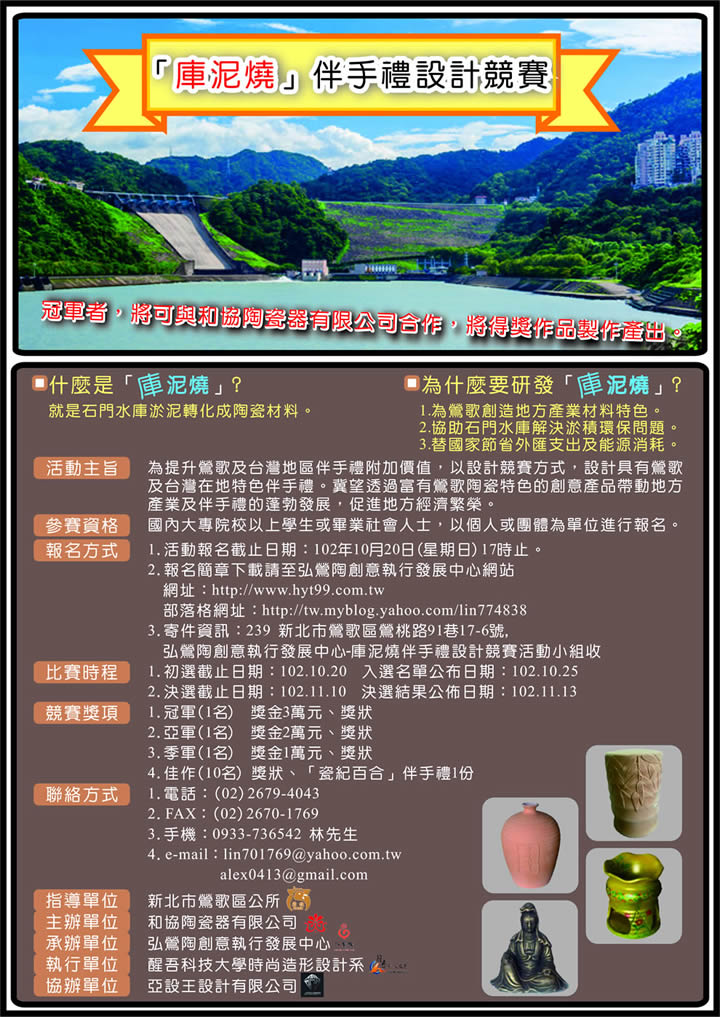 「庫泥燒」伴手禮設計競賽
冠軍者，將可與和協陶瓷器有限公司合作，將得獎作品製作產出。
什麼是「庫泥燒」?
就是石門水庫淤泥轉化成陶瓷材料。
為什麼要研發「庫泥燒」?
1.為鶯歌創造地方產業材料特色。
2.協助石門水庫解決淤積環保問題。
3.替國家節省外匯支出及能源消耗。
活動主旨 為提升鶯歌及台灣地區伴手禮附加價值，以設計競賽方式，設計具有鶯歌
及台灣在地特色伴手禮。冀望透過富有鶯歌陶瓷特色的創意產品帶動地方
產業及伴手禮的蓬勃發展，促進地方經濟繁榮。
參賽資格 國內大專院校以上學生或畢業社會人士，以個人或團體為單位進行報名。
報名方式 1.活動報名截止日期：102年10月20日(星期日)17時止。
2.報名簡章下載請至弘鶯陶創意執行發展中心網站
網址：http://www.hyt99.com.tw
部落格網址：http://tw.myblog.yahoo.com/lin774838
3.寄件資訊：239 新北市鶯歌區鶯桃路91巷17-6號,
弘鶯陶創意執行發展中心-庫泥燒伴手禮設計競賽活動小組收
比賽時程 1.初選截止日期：102.10.20 入選名單公布日期：102.10.25
2.決選截止日期：102.11.10 決選結果公佈日期：102.11.13
競賽獎項 1.冠軍(1名) 獎金3萬元、獎狀
2.亞軍(1名) 獎金2萬元、獎狀
3.季軍(1名) 獎金1萬元、獎狀
4.佳作(10名) 獎狀、「瓷紀百合」伴手禮1份
聯絡方式 1.電話：(02)2679-4043
2.FAX：(02)2670-1769
3.手機：0933-736542 林先生
4.e-mail：lin701769@yahoo.com.tw
alex0413@gmail.com
指導單位 新北市鶯歌區公所
主辦單位 和協陶瓷器有限公司
承辦單位 弘鶯陶創意執行發展中心
執行單位 醒吾科技大學時尚造形設計系
協辦單位 亞設王設計有限公司